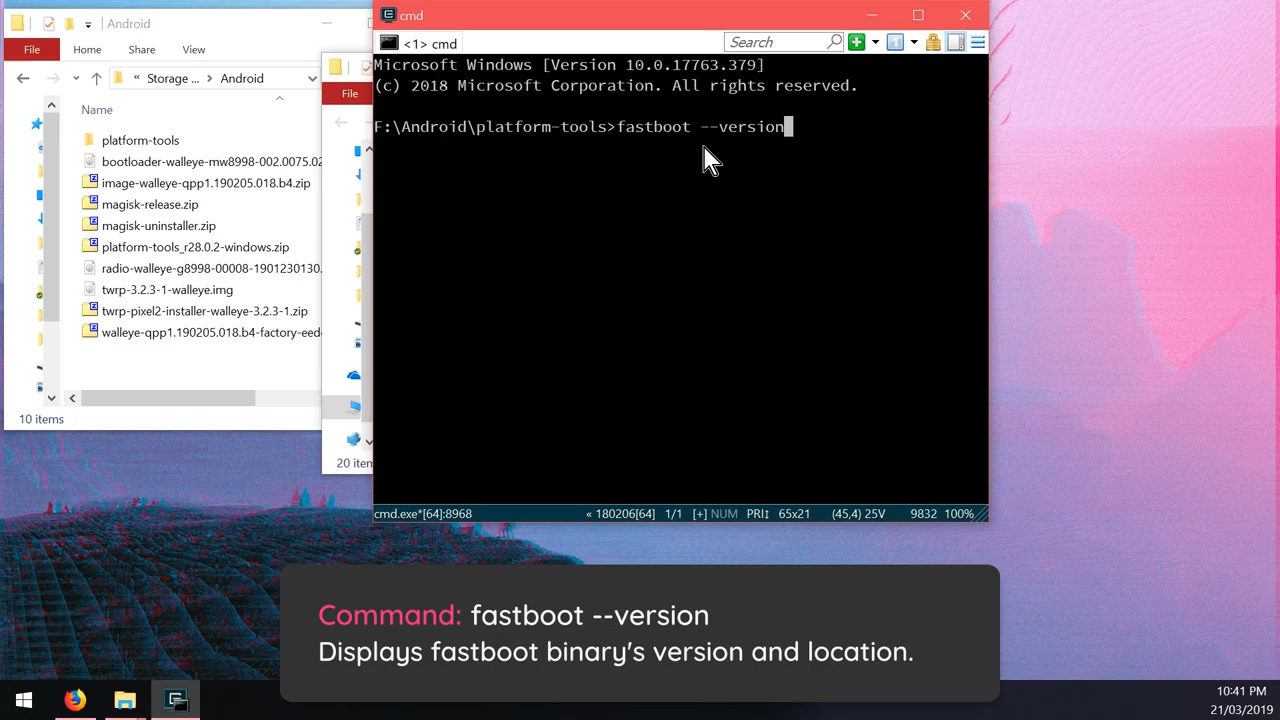 Android
File
Home
Share
View
« Storage ... > Android
Name
platform-tools
bootloader-walleye-mw8998-002.0075.02
image-walleye-qpp1.190205.018.b4.zip
magisk-release.zip
magisk-uninstaller.zip
platform-tools_r28.0.2-windows.zip
radio-walleye-g8998-00008-1901230130.
twrp-3.2.3-1-walleye.img
twrp-pixel2-installer-walleye-3.2.3-1.zip
walleye-qpp1.190205.018.b4-factory-eed
10 items
File
20 item
cmd
<1> cmd
Search
Microsoft Windows [Version 10.0.17763.379]
(c) 2018 Microsoft Corporation. All rights reserved.
F:\Android\platform-tools>fastboot --version
cmd.exe*[64]:8968
« 180206[64] 1/1 [+] NUM PRI↕ 65x21 (45,4) 25V 9832 100%
Command: fastboot --version
Displays fastboot binary's version and location.
10:41 PM
21/03/2019